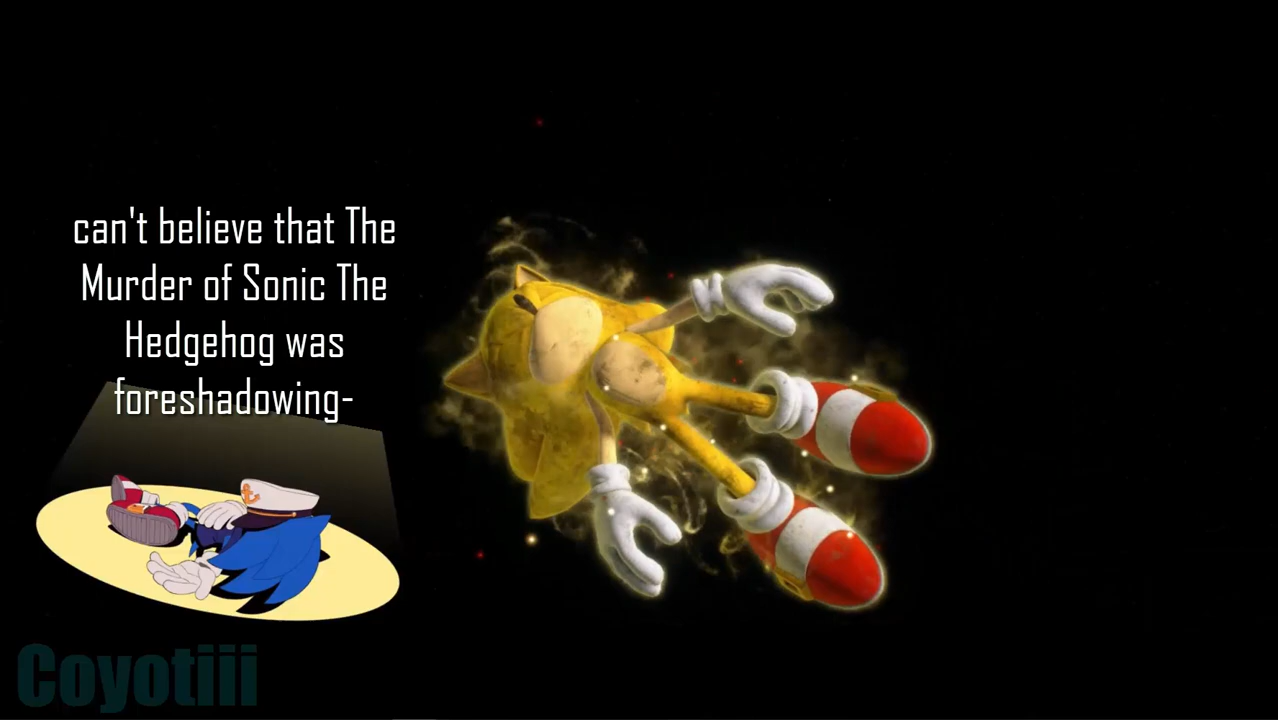 can't believe that The
Murder of Sonic The
Hedgehog was
foreshadowing-
Coyotiii